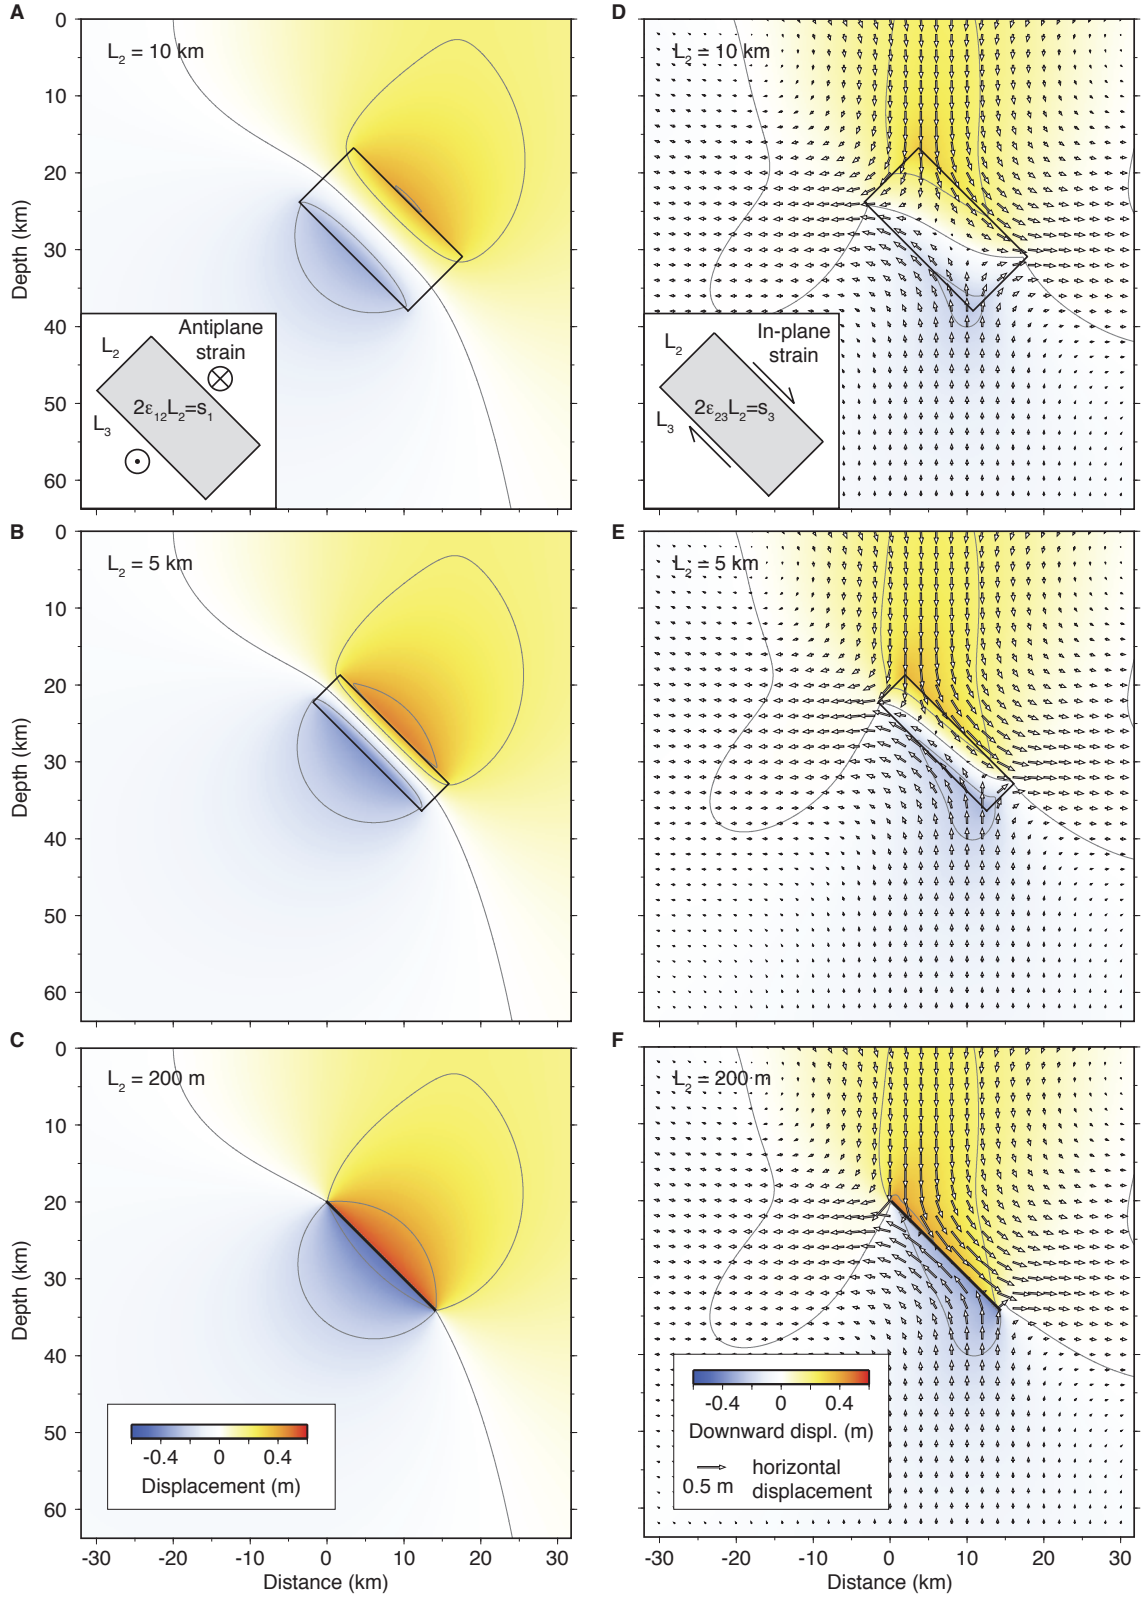 A
L2 = 10 km
0
10
20
30
40
50
60
Depth (km)
Antiplane
strain
L2
2ε12L2=s1
L3
D
L2 = 10 km
In-plane
strain
L2
2ε23L2=s3
L3
B
L2 = 5 km
0
10
20
30
40
50
60
Depth (km)
E
L2 = 5 km
C
L2 = 200 m
0
10
20
30
40
50
60
Depth (km)
-0.4 0 0.4
Displacement (m)
-30 -20 -10 0 10 20 30
Distance (km)
F
L2 = 200 m
-0.4 0 0.4
Downward displ. (m)
0.5 m
horizontal
displacement
-30 -20 -10 0 10 20 30
Distance (km)